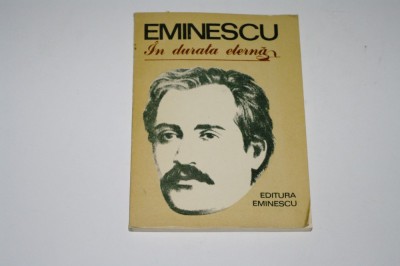 EMINESCU
În durata eternă
EDITURA
EMINESCU